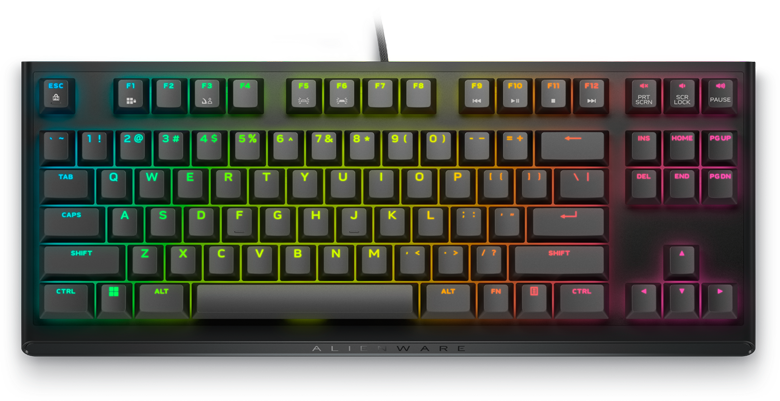 ESC F1 F2 F3 F4 F5 F6 F7 F8 F9 F10 F11 F12 PRT SCRN SCR LOCK PAUSE
1 ! 2 @ 3 # 4 $ 5 % 6 ^ 7 & 8 * 9 ( 0 ) - - = + INS HOME PG UP
TAB Q W E R T Y U I O P [ { ] } \ | DEL END PG DN
CAPS A S D F G H J K L ; :
SHIFT Z X C V B N M , < . > / ? SHIFT
CTRL ALT ALT FN CTRL
ALIENWARE